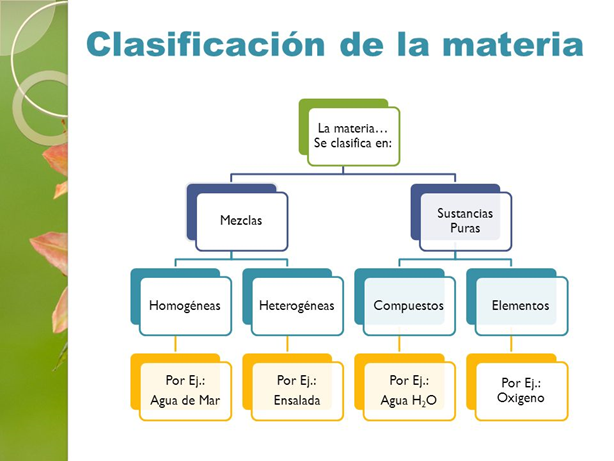 Clasificación de la materia
La materia…
Se clasifica en:
Mezclas
Sustancias
Puras
Homogéneas
Heterogéneas
Compuestos
Elementos
Por Ej.:
Agua de Mar
Por Ej.:
Ensalada
Por Ej.:
Agua H₂O
Por Ej.:
Oxigeno